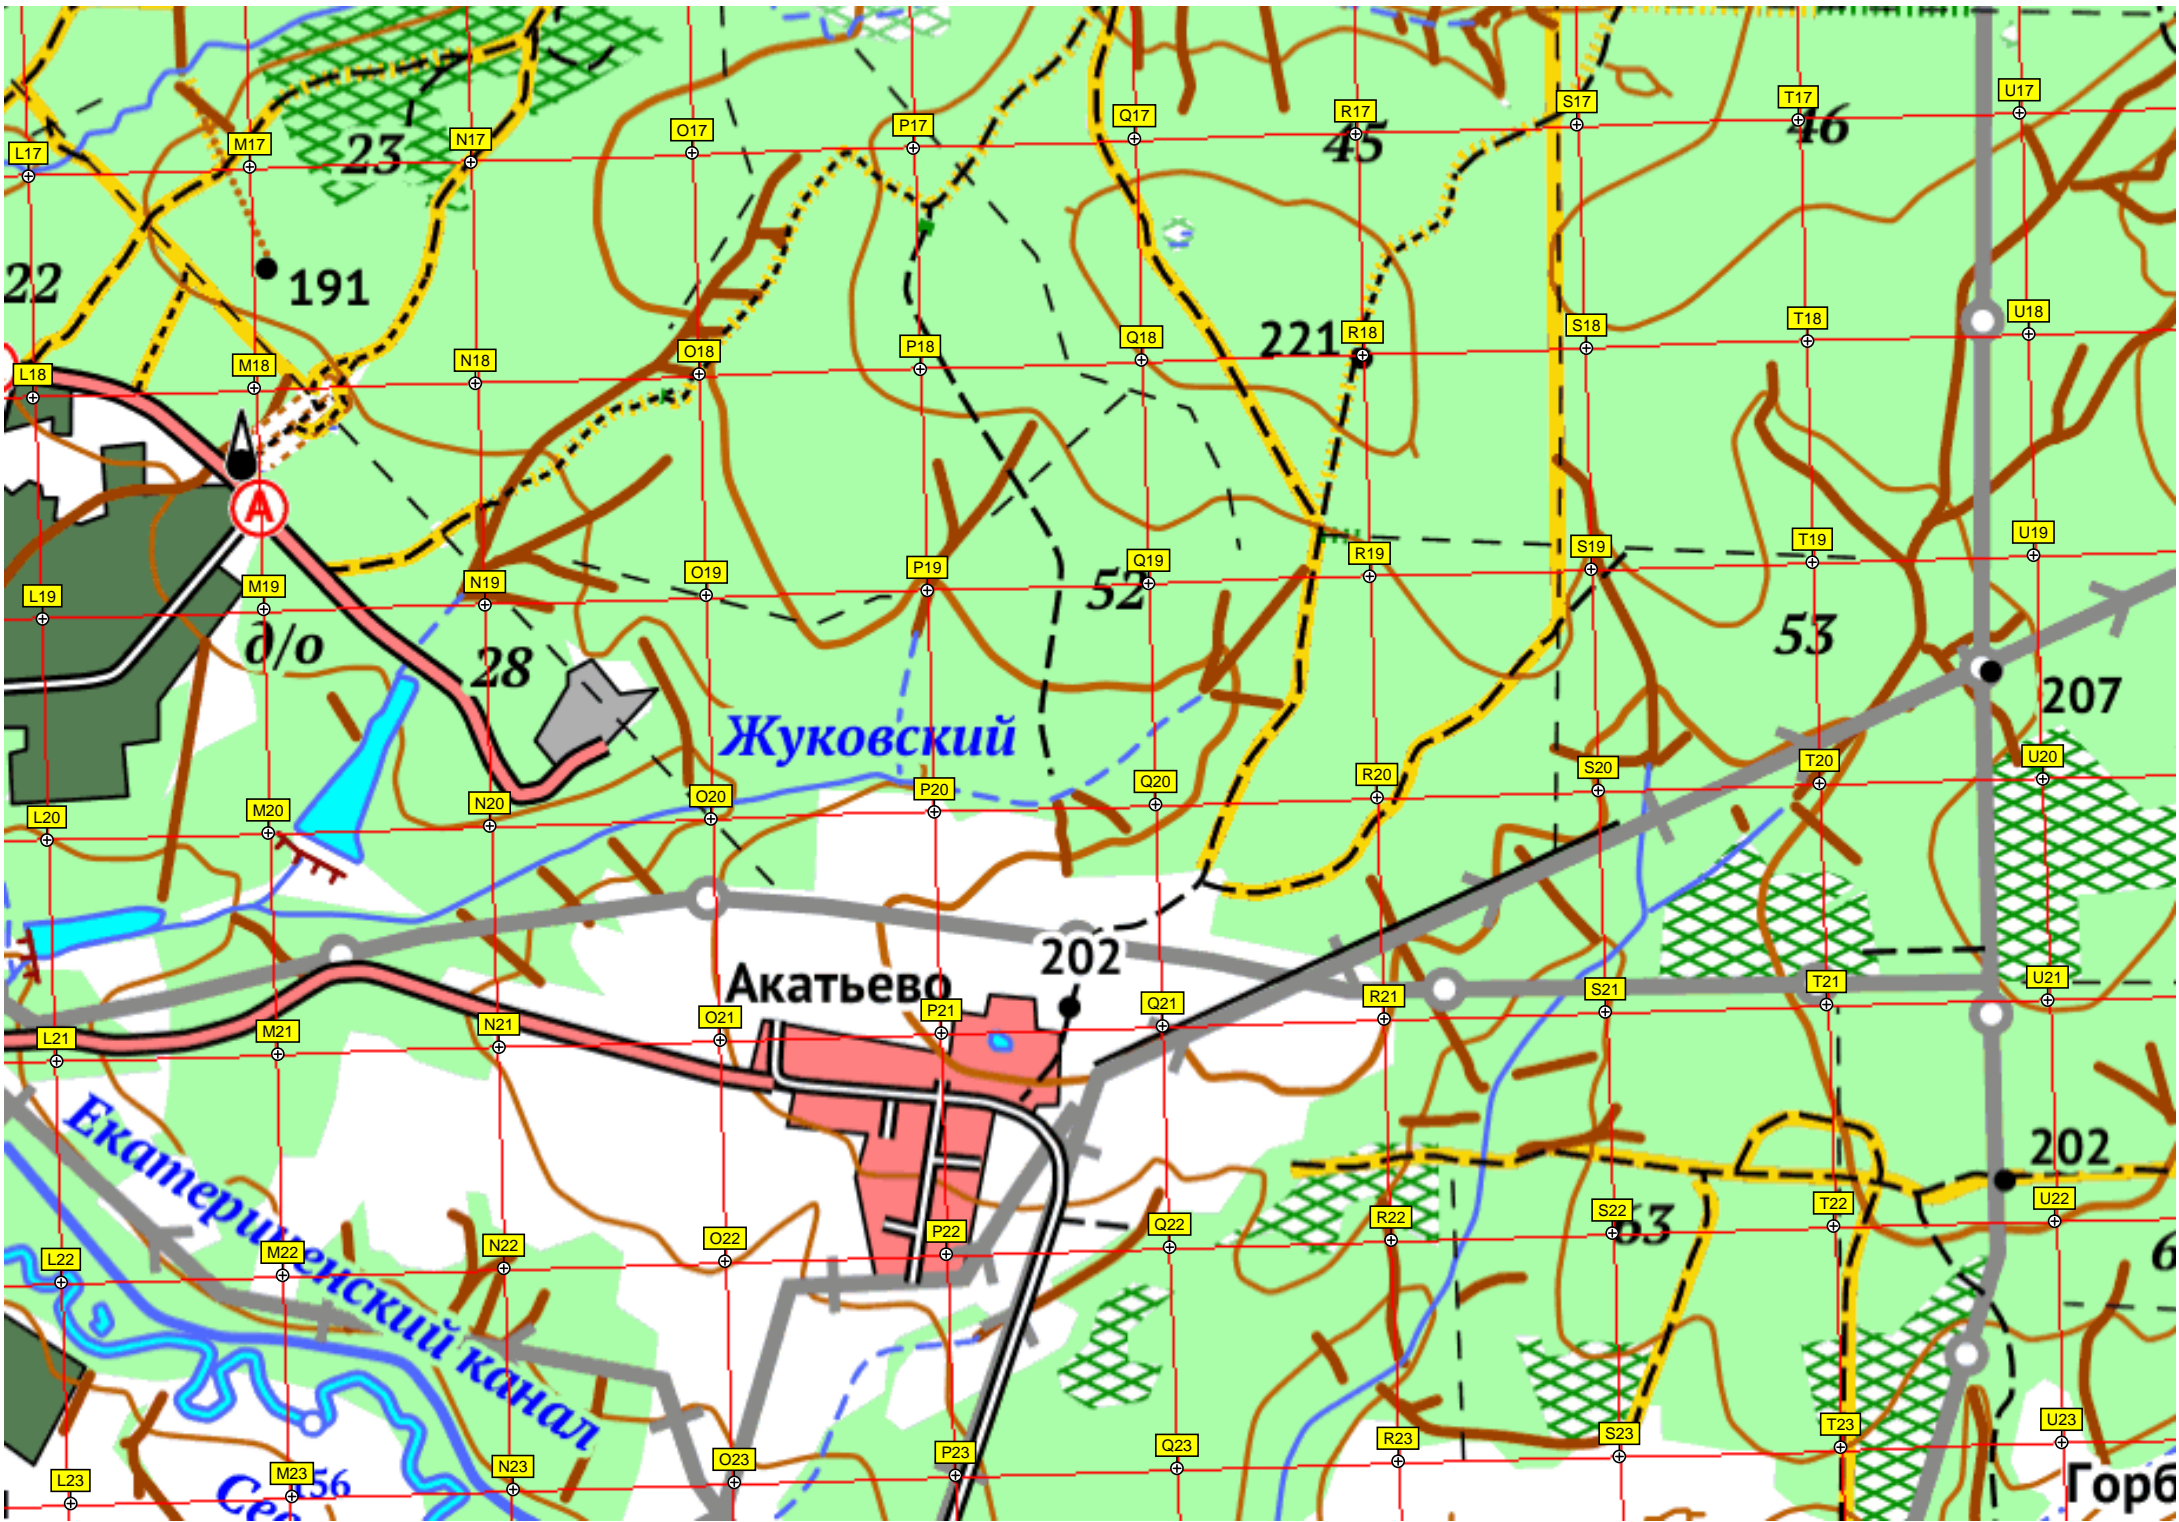 L17 M17 N17 O17 P17 Q17 R17 S17 T17 U17
23 45 46
22 191
221
L18 M18 N18 O18 P18 Q18 R18 S18 T18 U18
A
L19 M19 N19 O19 P19 Q19 R19 S19 T19 U19
д/о 28 52 53
207
Жуковский
L20 M20 N20 O20 P20 Q20 R20 S20 T20 U20
202
Акатьево
L21 M21 N21 O21 P21 Q21 R21 S21 T21 U21
Екатерининский канал
202
63
L22 M22 N22 O22 P22 Q22 R22 S22 T22 U22
6
L23 M23 N23 O23 P23 Q23 R23 S23 T23 U23
156
Горб